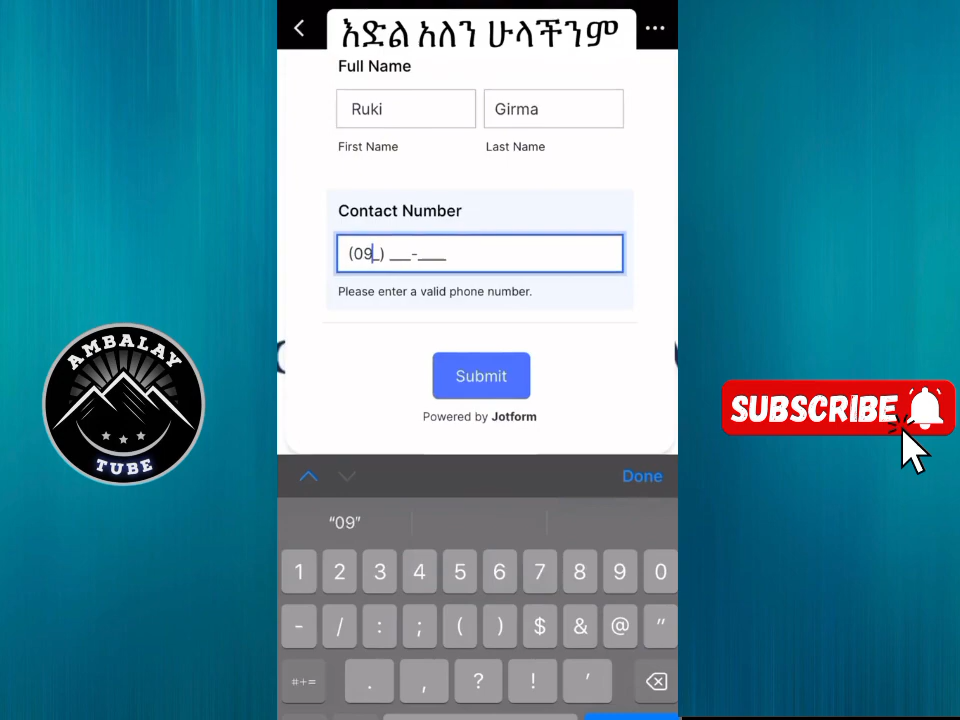 እድል አለን ሁላችንም
Full Name
Ruki
Girma
First Name
Last Name
Contact Number
(09_) ___-____
Please enter a valid phone number.
Submit
Powered by Jotform
Done
“09”
1 2 3 4 5 6 7 8 9 0
- / : ; ( ) $ & @ "
#+= . , ? ! '
AMBALAY
TUBE
SUBSCRIBE